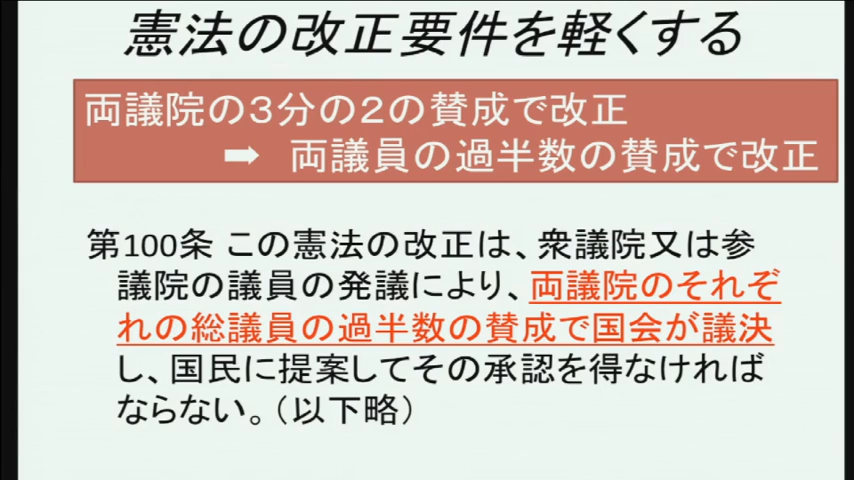 憲法の改正要件を軽くする
両議院の３分の２の賛成で改正
➡ 両議員の過半数の賛成で改正
第100条 この憲法の改正は、衆議院又は参
議院の議員の発議により、両議院のそれぞ
れの総議員の過半数の賛成で国会が議決
し、国民に提案してその承認を得なければ
ならない。（以下略）